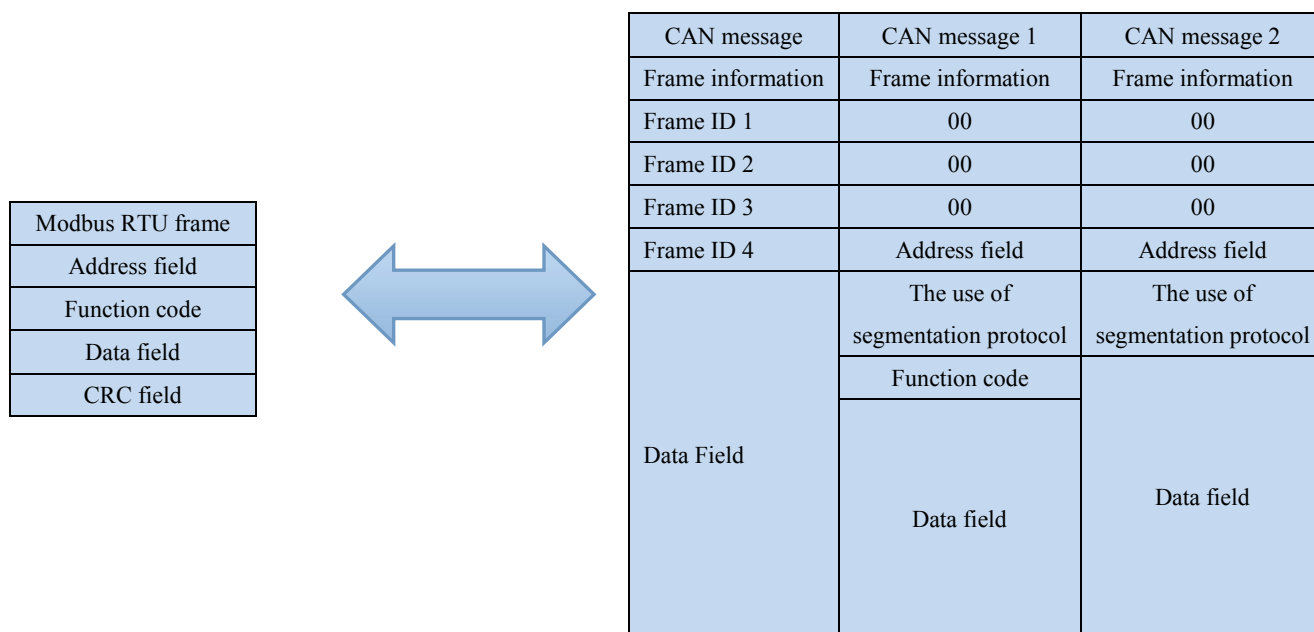 Modbus RTU frame
Address field
Function code
Data field
CRC field
CAN message CAN message 1 CAN message 2
Frame information Frame information Frame information
Frame ID 1 00 00
Frame ID 2 00 00
Frame ID 3 00 00
Frame ID 4 Address field Address field
Data Field
The use of
segmentation protocol
Function code
Data field
The use of
segmentation protocol
Data field